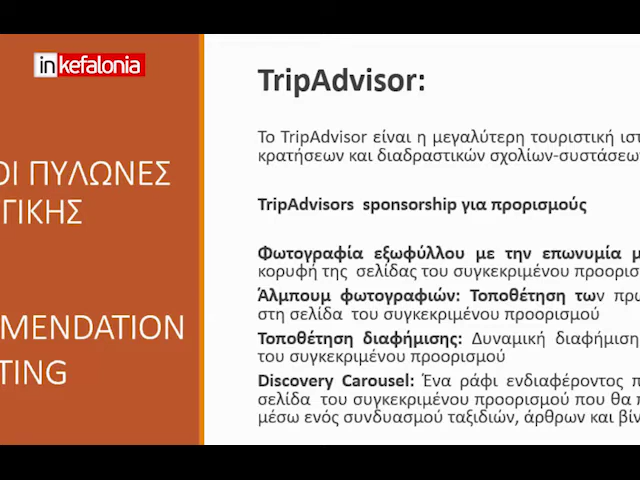 inkefalonia
ΟΙ ΠΥΛΩΝΕΣ
ΓΙΚΗΣ
MENDATION
TING
TripAdvisor:
Το TripAdvisor είναι η μεγαλύτερη τουριστική ιστ
κρατήσεων και διαδραστικών σχολίων-συστάσεων
TripAdvisors sponsorship για προρισμούς
Φωτογραφία εξωφύλλου με την επωνυμία μ
κορυφή της σελίδας του συγκεκριμένου προορισ
Άλμπουμ φωτογραφιών: Τοποθέτηση των πρω
στη σελίδα του συγκεκριμένου προορισμού
Τοποθέτηση διαφήμισης: Δυναμική διαφήμιση
του συγκεκριμένου προορισμού
Discovery Carousel: Ένα ράφι ενδιαφέροντος π
σελίδα του συγκεκριμένου προορισμού που θα π
μέσω ενός συνδυασμού ταξιδιών, άρθρων και βίν